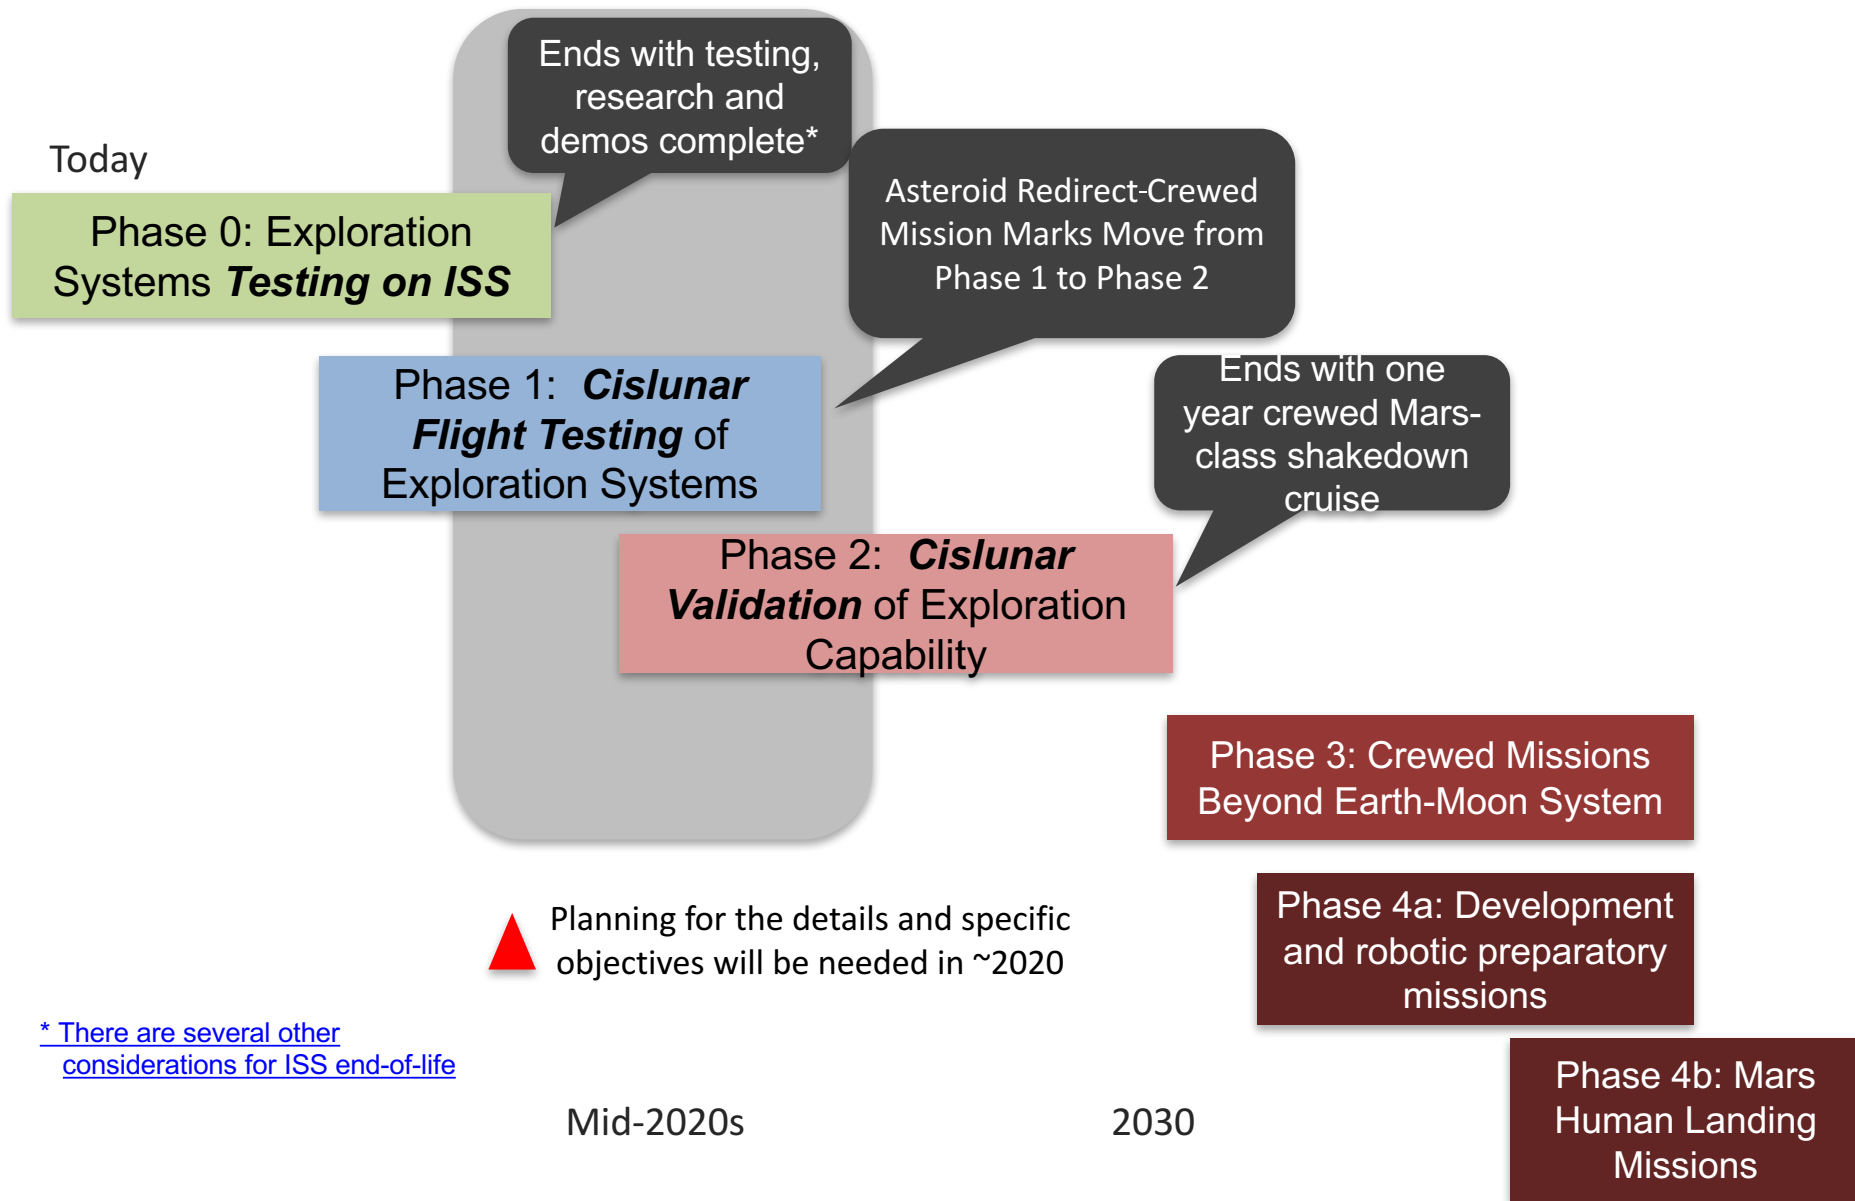 Ends with testing,
research and
demos complete*
Today
Phase 0: Exploration
Systems Testing on ISS
Asteroid Redirect-Crewed
Mission Marks Move from
Phase 1 to Phase 2
Phase 1: Cislunar
Flight Testing of
Exploration Systems
Ends with one
year crewed Mars-
class shakedown
cruise
Phase 2: Cislunar
Validation of Exploration
Capability
Phase 3: Crewed Missions
Beyond Earth-Moon System
Planning for the details and specific
objectives will be needed in ~2020
Phase 4a: Development
and robotic preparatory
missions
* There are several other
considerations for ISS end-of-life
Phase 4b: Mars
Human Landing
Missions
Mid-2020s
2030